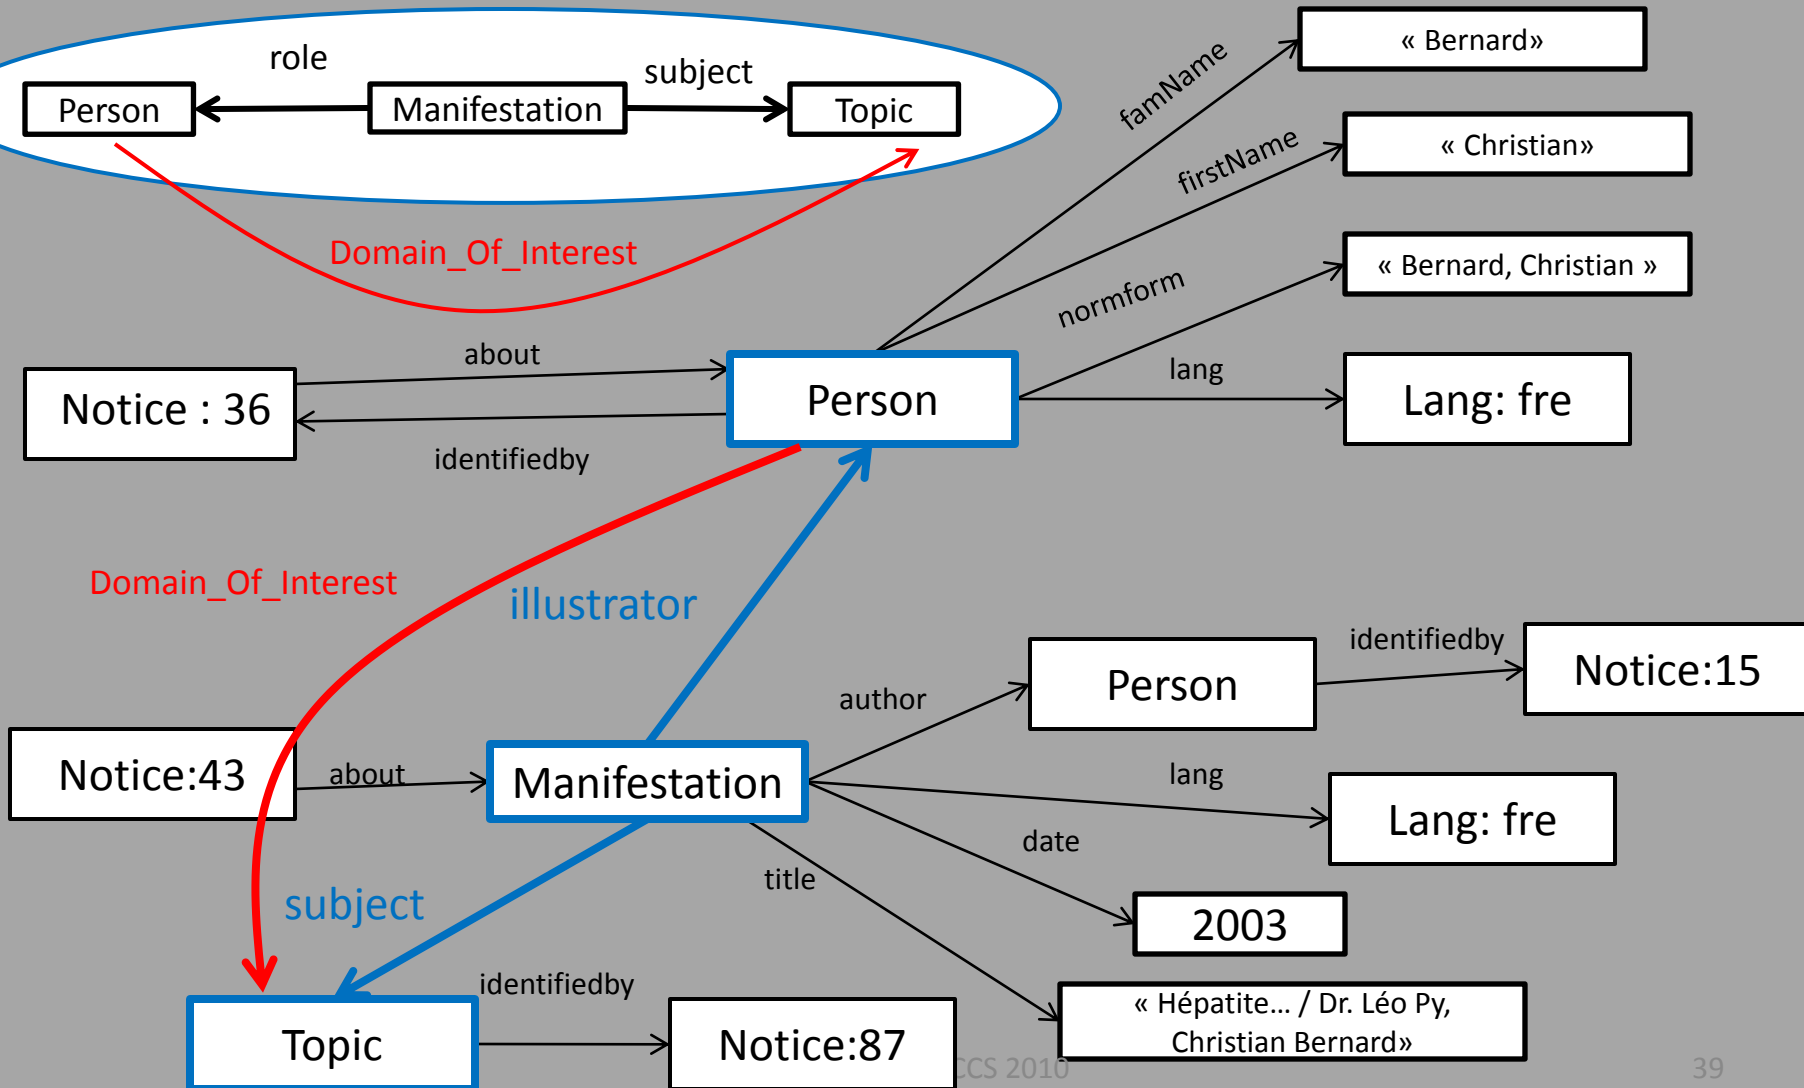 role
subject
Person
Manifestation
Topic
Domain_Of_Interest
famName
« Bernard»
firstName
« Christian»
normform
« Bernard, Christian »
about
Notice : 36
identifiedby
Person
lang
Lang: fre
Domain_Of_Interest
illustrator
author
Person
identifiedby
Notice:15
Notice:43
about
Manifestation
lang
Lang: fre
date
2003
title
« Hépatite... / Dr. Léo Py,
Christian Bernard»
subject
Topic
identifiedby
Notice:87
CCS 2010
39